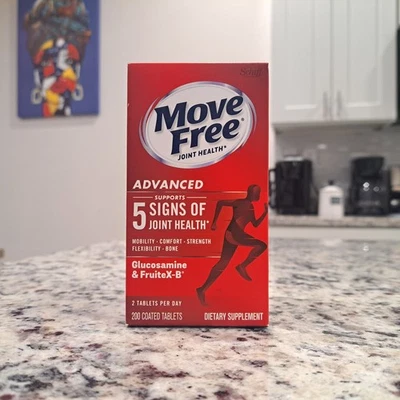 Schiff
Move
Free®
JOINT HEALTH*
ADVANCED
SUPPORTS
5 SIGNS OF
JOINT HEALTH*
MOBILITY · COMFORT · STRENGTH
FLEXIBILITY · BONE
Glucosamine
& FruiteX-B*
2 TABLETS PER DAY
200 COATED TABLETS
DIETARY SUPPLEMENT